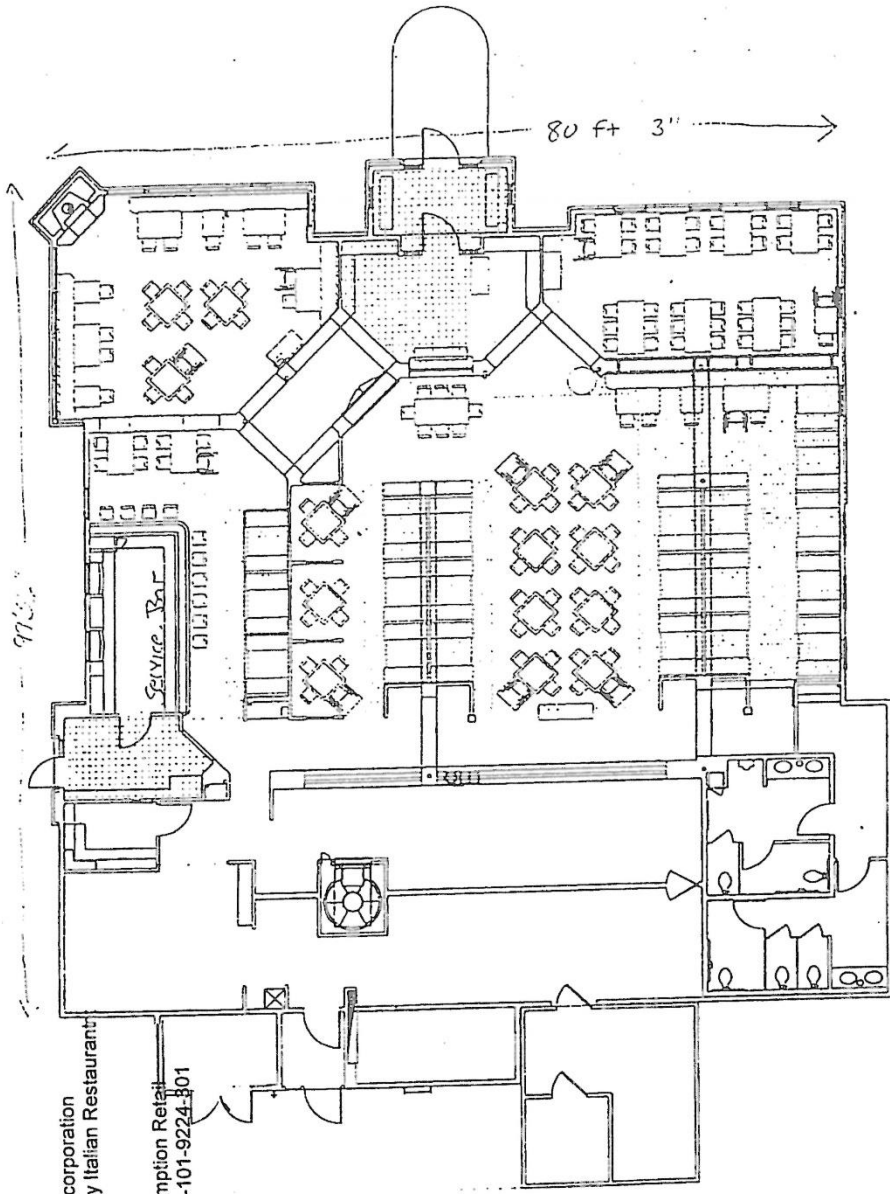 80 ft 3"
Service Bar
corporation
y Italian Restaurant
mption Retail
-101-9224-301